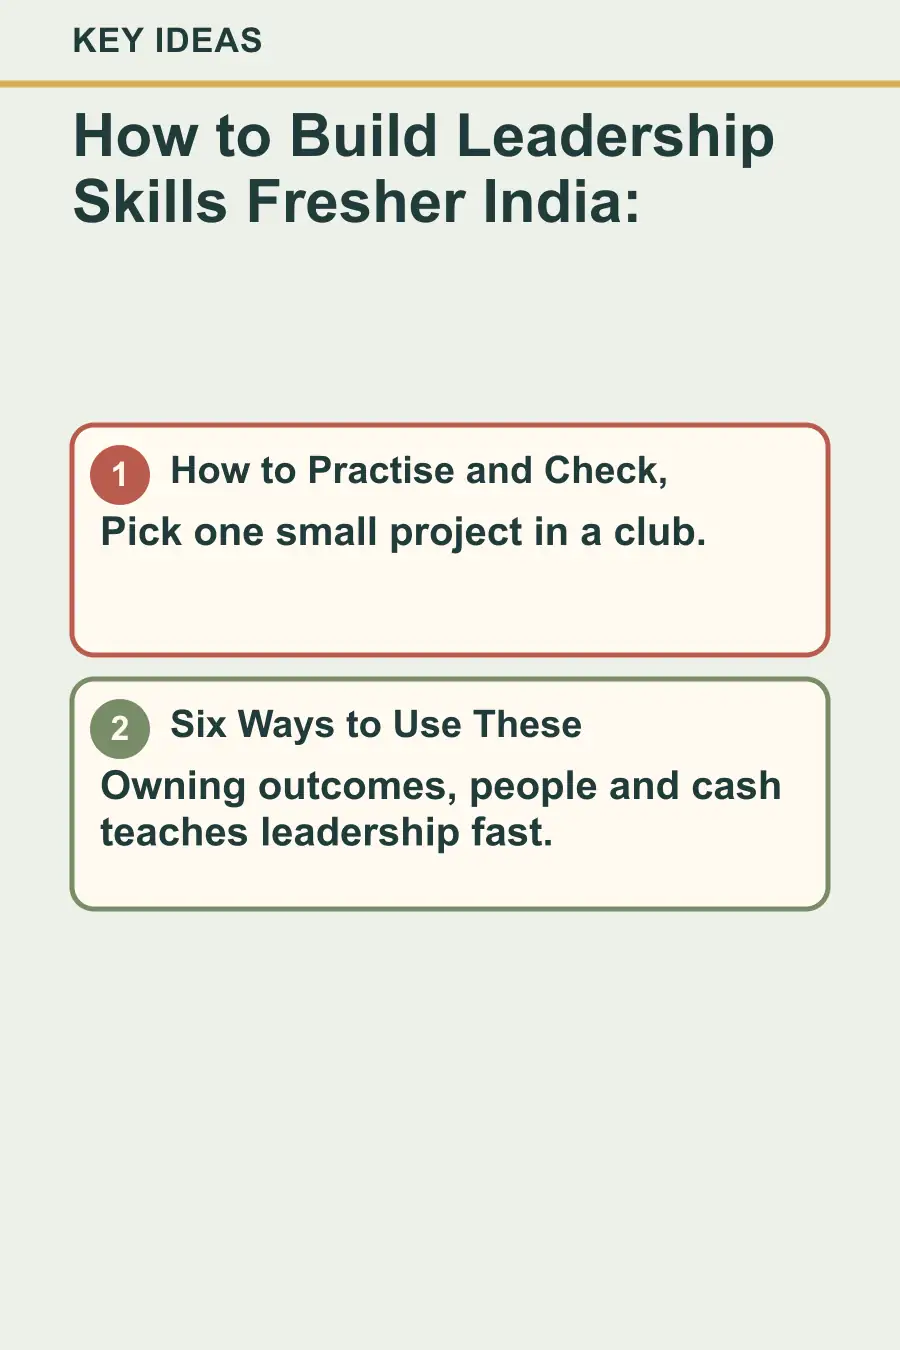 KEY IDEAS
How to Build Leadership
Skills Fresher India:
1 How to Practise and Check,
Pick one small project in a club.
2 Six Ways to Use These
Owning outcomes, people and cash
teaches leadership fast.